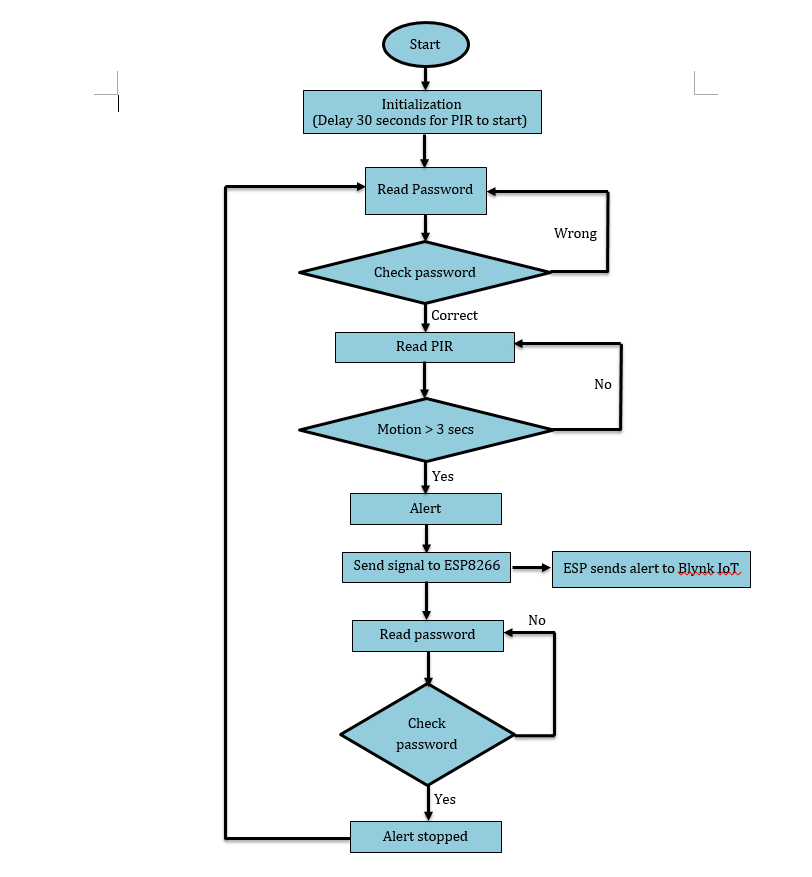 Start
Initialization
(Delay 30 seconds for PIR to start)
Read Password
Wrong
Check password
Correct
Read PIR
No
Motion > 3 secs
Yes
Alert
Send signal to ESP8266
ESP sends alert to Blynk IoT
No
Read password
Check
password
Yes
Alert stopped